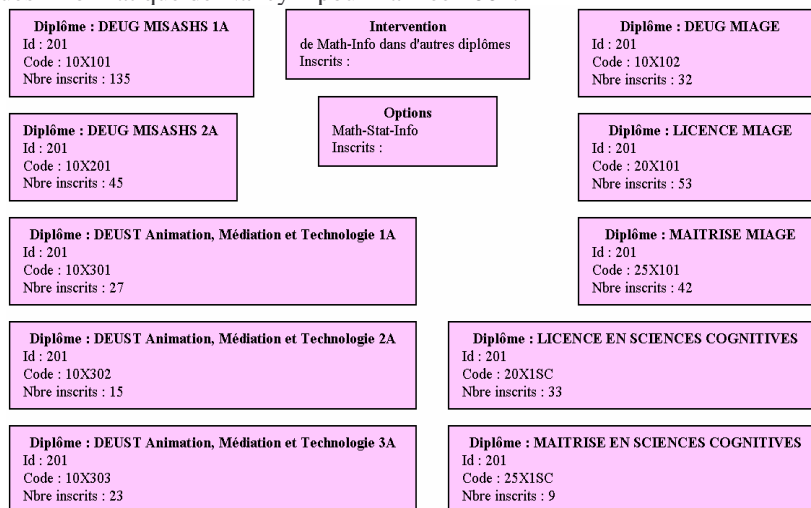 Diplôme : DEUG MISASHS 1A
Id : 201
Code : 10X101
Nbre inscrits : 135
Intervention
de Math-Info dans d'autres diplômes
Inscrits :
Diplôme : DEUG MIAGE
Id : 201
Code : 10X102
Nbre inscrits : 32
Diplôme : DEUG MISASHS 2A
Id : 201
Code : 10X201
Nbre inscrits : 45
Options
Math-Stat-Info
Inscrits :
Diplôme : LICENCE MIAGE
Id : 201
Code : 20X101
Nbre inscrits : 53
Diplôme : DEUST Animation, Médiation et Technologie 1A
Id : 201
Code : 10X301
Nbre inscrits : 27
Diplôme : MAITRISE MIAGE
Id : 201
Code : 25X101
Nbre inscrits : 42
Diplôme : DEUST Animation, Médiation et Technologie 2A
Id : 201
Code : 10X302
Nbre inscrits : 15
Diplôme : LICENCE EN SCIENCES COGNITIVES
Id : 201
Code : 20X1SC
Nbre inscrits : 33
Diplôme : DEUST Animation, Médiation et Technologie 3A
Id : 201
Code : 10X303
Nbre inscrits : 23
Diplôme : MAITRISE EN SCIENCES COGNITIVES
Id : 201
Code : 25X1SC
Nbre inscrits : 9